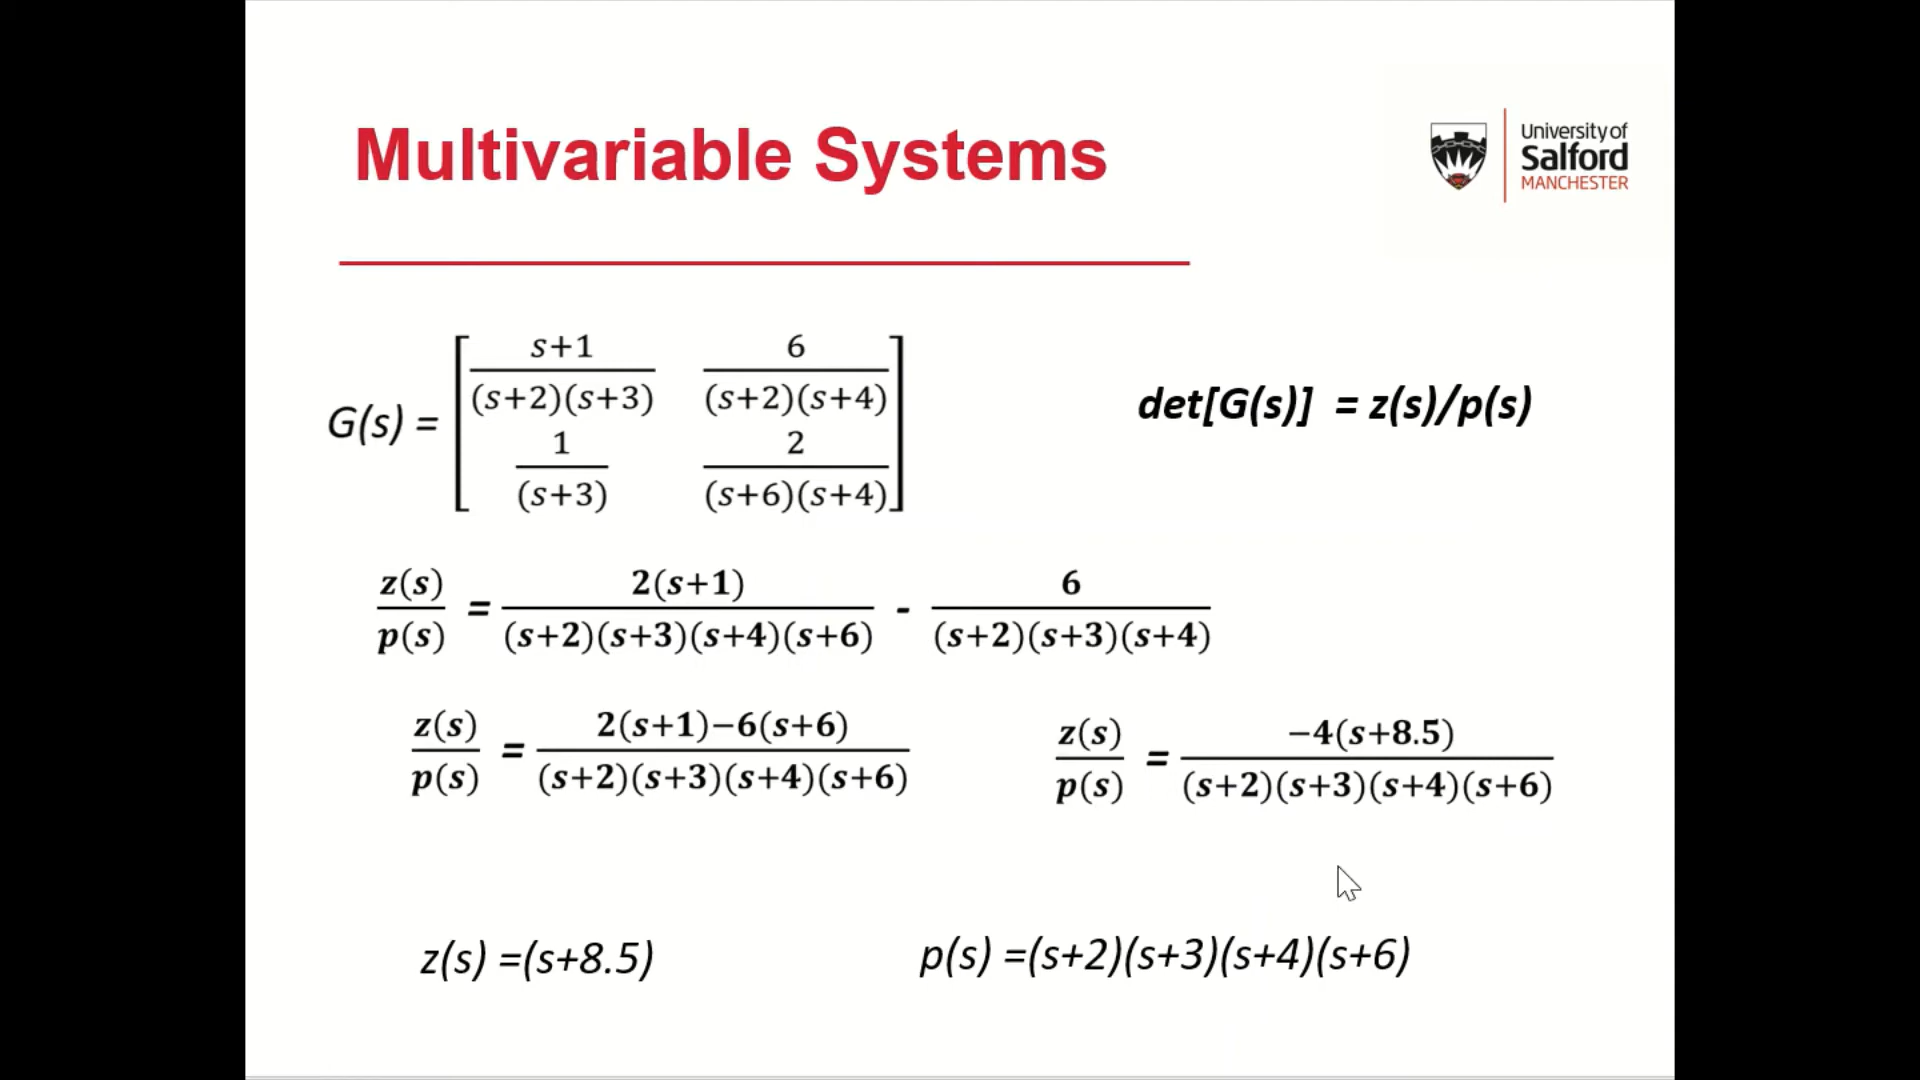 Multivariable Systems
University of
Salford
MANCHESTER
G(s) = [ s+1/(s+2)(s+3) 6/(s+2)(s+4)
1/(s+3) 2/(s+6)(s+4) ]
det[G(s)] = z(s)/p(s)
z(s)/p(s) = 2(s+1)/(s+2)(s+3)(s+4)(s+6) - 6/(s+2)(s+3)(s+4)
z(s)/p(s) = 2(s+1)−6(s+6)/(s+2)(s+3)(s+4)(s+6)
z(s)/p(s) = −4(s+8.5)/(s+2)(s+3)(s+4)(s+6)
z(s) =(s+8.5)
p(s) =(s+2)(s+3)(s+4)(s+6)